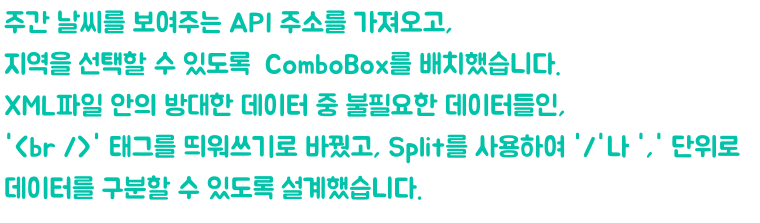 주간 날씨를 보여주는 API 주소를 가져오고,
지역을 선택할 수 있도록 ComboBox를 배치했습니다.
XML파일 안의 방대한 데이터 중 불필요한 데이터들인,
'<br />' 태그를 띄워쓰기로 바꿨고, Split를 사용하여 '/'나 ',' 단위로
데이터를 구분할 수 있도록 설계했습니다.